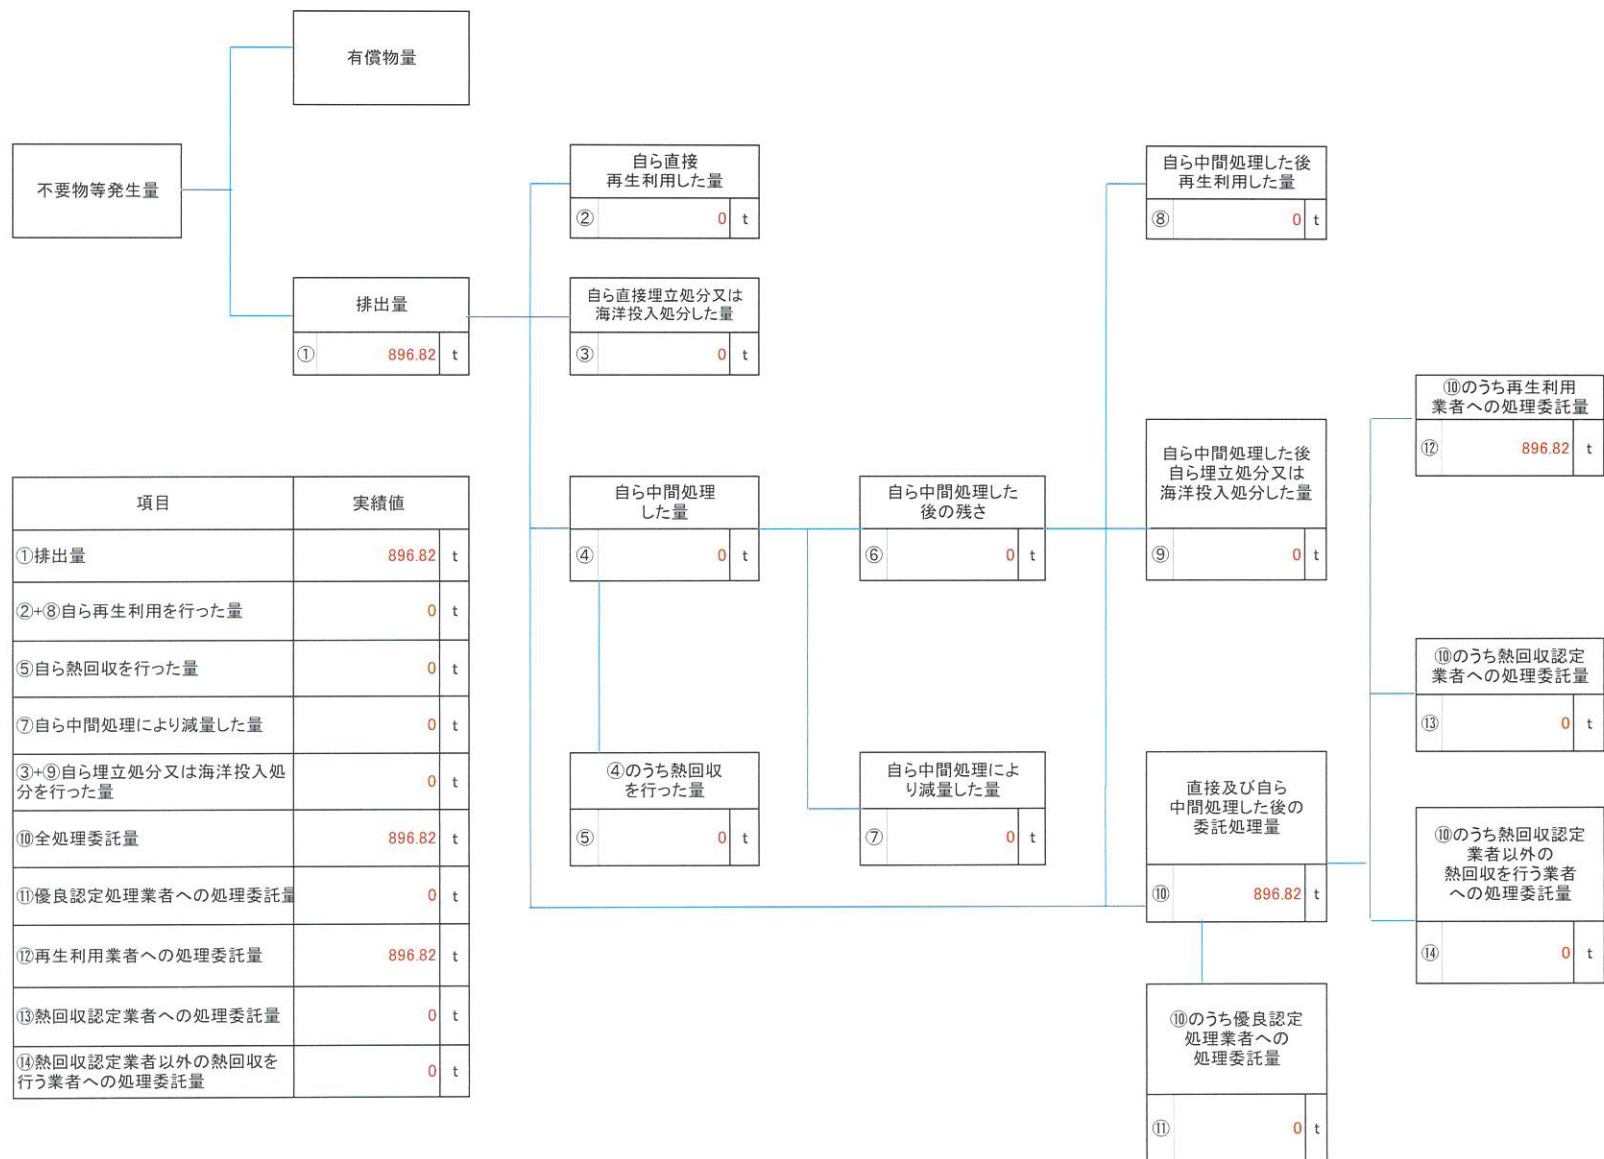 有償物量
不要物等発生量
排出量
① 896.82 t
自ら直接
再生利用した量
② 0 t
自ら直接埋立処分又は
海洋投入処分した量
③ 0 t
自ら中間処理
した量
④ 0 t
④のうち熱回収
を行った量
⑤ 0 t
自ら中間処理した
後の残さ
⑥ 0 t
自ら中間処理によ
り減量した量
⑦ 0 t
自ら中間処理した後
再生利用した量
⑧ 0 t
自ら中間処理した後
自ら埋立処分又は
海洋投入処分した量
⑨ 0 t
直接及び自ら
中間処理した後の
委託処理量
⑩ 896.82 t
⑩のうち優良認定
処理業者への
処理委託量
⑪ 0 t
⑩のうち再生利用
業者への処理委託量
⑫ 896.82 t
⑩のうち熱回収認定
業者への処理委託量
⑬ 0 t
⑩のうち熱回収認定
業者以外の
熱回収を行う業者
への処理委託量
⑭ 0 t
項目 実績値
①排出量 896.82 t
②+⑧自ら再生利用を行った量 0 t
⑤自ら熱回収を行った量 0 t
⑦自ら中間処理により減量した量 0 t
③+⑨自ら埋立処分又は海洋投入処
分を行った量 0 t
⑩全処理委託量 896.82 t
⑪優良認定処理業者への処理委託量 0 t
⑫再生利用業者への処理委託量 896.82 t
⑬熱回収認定業者への処理委託量 0 t
⑭熱回収認定業者以外の熱回収を
行う業者への処理委託量 0 t